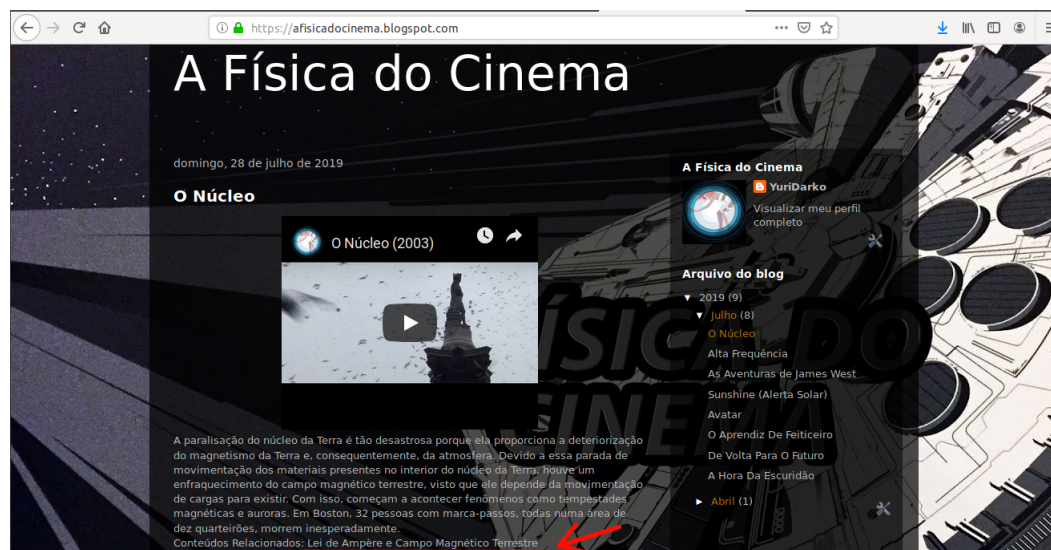 https://afisicadocinema.blogspot.com
A Física do Cinema
domingo, 28 de julho de 2019
O Núcleo
O Núcleo (2003)
A paralisação do núcleo da Terra é tão desastrosa porque ela proporciona a deteriorização
do magnetismo da Terra e, consequentemente, da atmosfera. Devido a essa parada de
movimentação dos materiais presentes no interior do núcleo da Terra, houve um
enfraquecimento do campo magnético terrestre, visto que ele depende da movimentação
de cargas para existir. Com isso, começam a acontecer fenômenos como tempestades
magnéticas e auroras. Em Boston, 32 pessoas com marca-passos, todas numa área de
dez quarteirões, morrem inesperadamente.
Conteúdos Relacionados: Lei de Ampère e Campo Magnético Terrestre
A Física do Cinema
YuriDarko
Visualizar meu perfil
completo
Arquivo do blog
▼ 2019 (9)
▼ Julho (8)
O Núcleo
Alta Frequência
As Aventuras de James West
Sunshine (Alerta Solar)
Avatar
O Aprendiz De Feiticeiro
De Volta Para O Futuro
A Hora Da Escuridão
► Abril (1)
FÍSICA DO
CINEMA